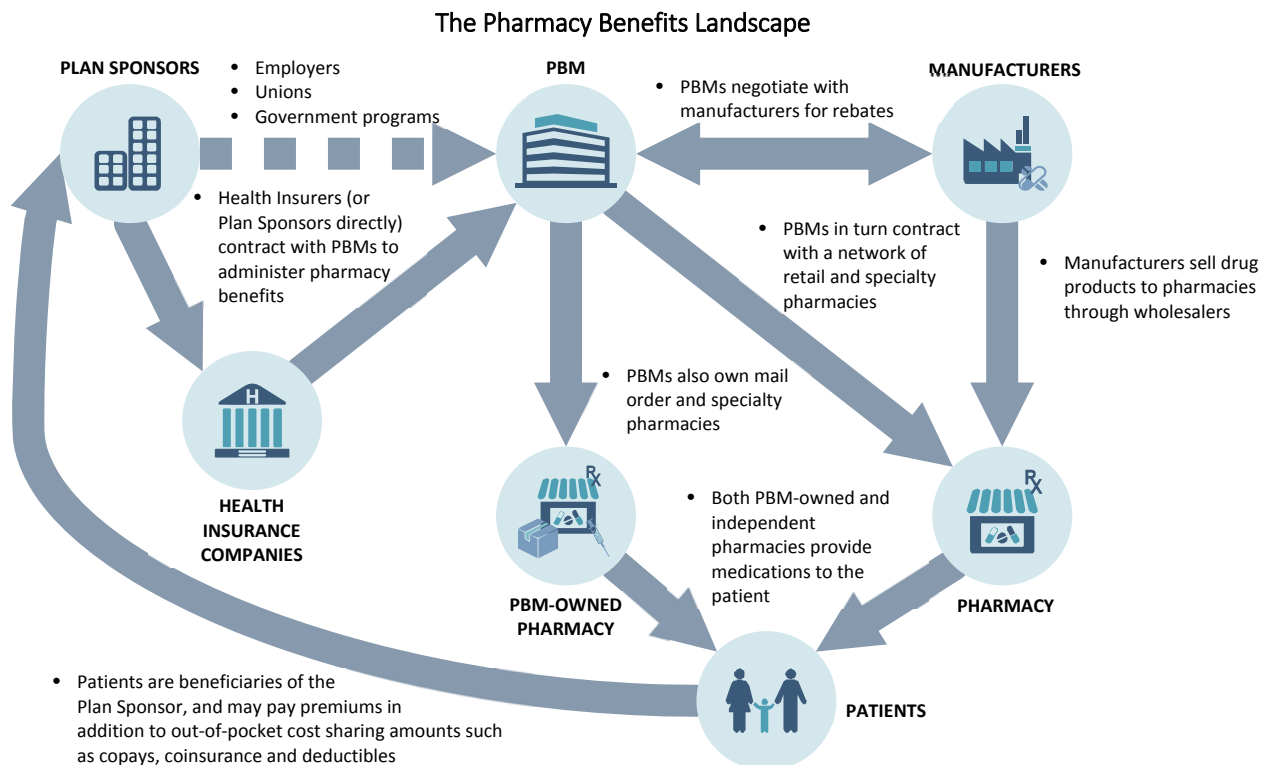 The Pharmacy Benefits Landscape
PLAN SPONSORS
• Employers
• Unions
• Government programs
PBM
• PBMs negotiate with
manufacturers for rebates
MANUFACTURERS
• Health Insurers (or
Plan Sponsors directly)
contract with PBMs to
administer pharmacy
benefits
• PBMs in turn contract
with a network of
retail and specialty
pharmacies
• Manufacturers sell drug
products to pharmacies
through wholesalers
H
HEALTH
INSURANCE
COMPANIES
• PBMs also own mail
order and specialty
pharmacies
RX
PBM-OWNED
PHARMACY
• Both PBM-owned and
independent
pharmacies provide
medications to the
patient
RX
PHARMACY
• Patients are beneficiaries of the
Plan Sponsor, and may pay premiums in
addition to out-of-pocket cost sharing amounts such
as copays, coinsurance and deductibles
PATIENTS